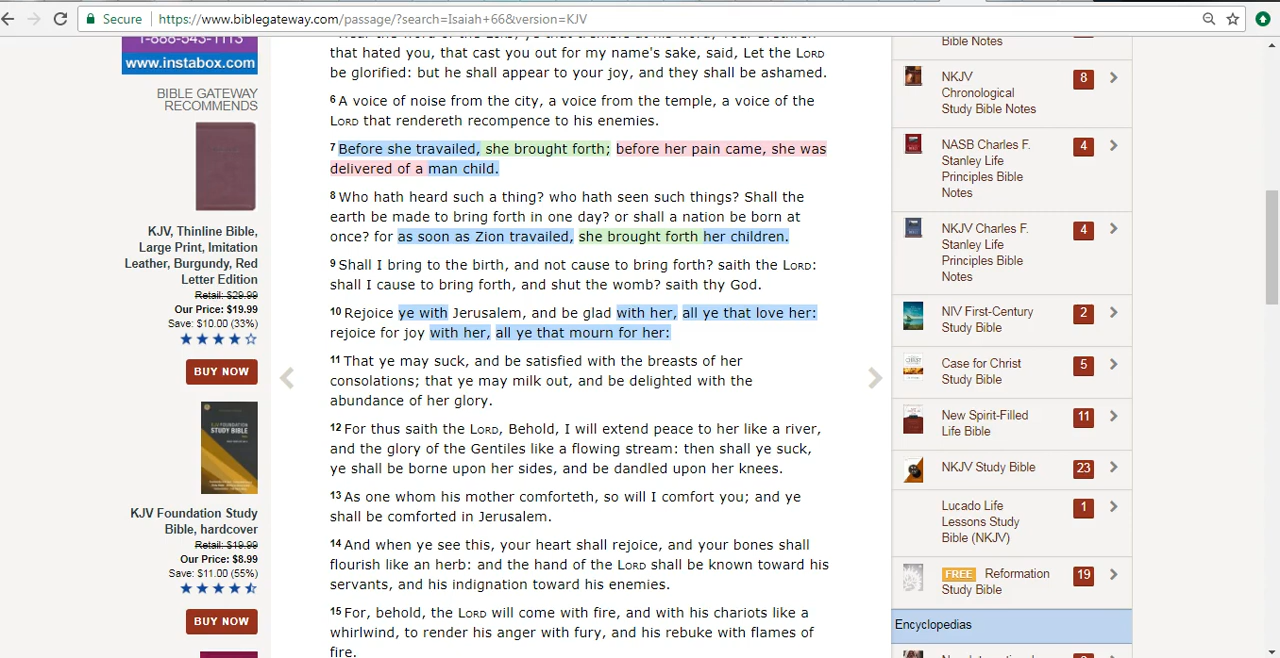 Secure
https://www.biblegateway.com/passage/?search=Isaiah+66&version=KJV
1-888-543-1113
www.instabox.com
BIBLE GATEWAY
RECOMMENDS
KJV, Thinline Bible,
Large Print, Imitation
Leather, Burgundy, Red
Letter Edition
Retail: $29.99
Our Price: $19.99
Save: $10.00 (33%)
BUY NOW
KJV Foundation Study
Bible, hardcover
Retail: $19.99
Our Price: $8.99
Save: $11.00 (55%)
BUY NOW
that hated you, that cast you out for my name's sake, said, Let the LORD
be glorified: but he shall appear to your joy, and they shall be ashamed.
6 A voice of noise from the city, a voice from the temple, a voice of the
LORD that rendereth recompence to his enemies.
7 Before she travailed, she brought forth; before her pain came, she was
delivered of a man child.
8 Who hath heard such a thing? who hath seen such things? Shall the
earth be made to bring forth in one day? or shall a nation be born at
once? for as soon as Zion travailed, she brought forth her children.
9 Shall I bring to the birth, and not cause to bring forth? saith the LORD:
shall I cause to bring forth, and shut the womb? saith thy God.
10 Rejoice ye with Jerusalem, and be glad with her, all ye that love her:
rejoice for joy with her, all ye that mourn for her:
11 That ye may suck, and be satisfied with the breasts of her
consolations; that ye may milk out, and be delighted with the
abundance of her glory.
12 For thus saith the LORD, Behold, I will extend peace to her like a river,
and the glory of the Gentiles like a flowing stream: then shall ye suck,
ye shall be borne upon her sides, and be dandled upon her knees.
13 As one whom his mother comforteth, so will I comfort you; and ye
shall be comforted in Jerusalem.
14 And when ye see this, your heart shall rejoice, and your bones shall
flourish like an herb: and the hand of the LORD shall be known toward his
servants, and his indignation toward his enemies.
15 For, behold, the LORD will come with fire, and with his chariots like a
whirlwind, to render his anger with fury, and his rebuke with flames of
fire.
Bible Notes
NKJV 8
Chronological
Study Bible Notes
NASB Charles F. 4
Stanley Life
Principles Bible
Notes
NKJV Charles F. 4
Stanley Life
Principles Bible
Notes
NIV First-Century 2
Study Bible
Case for Christ 5
Study Bible
New Spirit-Filled 11
Life Bible
NKJV Study Bible 23
Lucado Life 1
Lessons Study
Bible (NKJV)
FREE Reformation 19
Study Bible
Encyclopedias